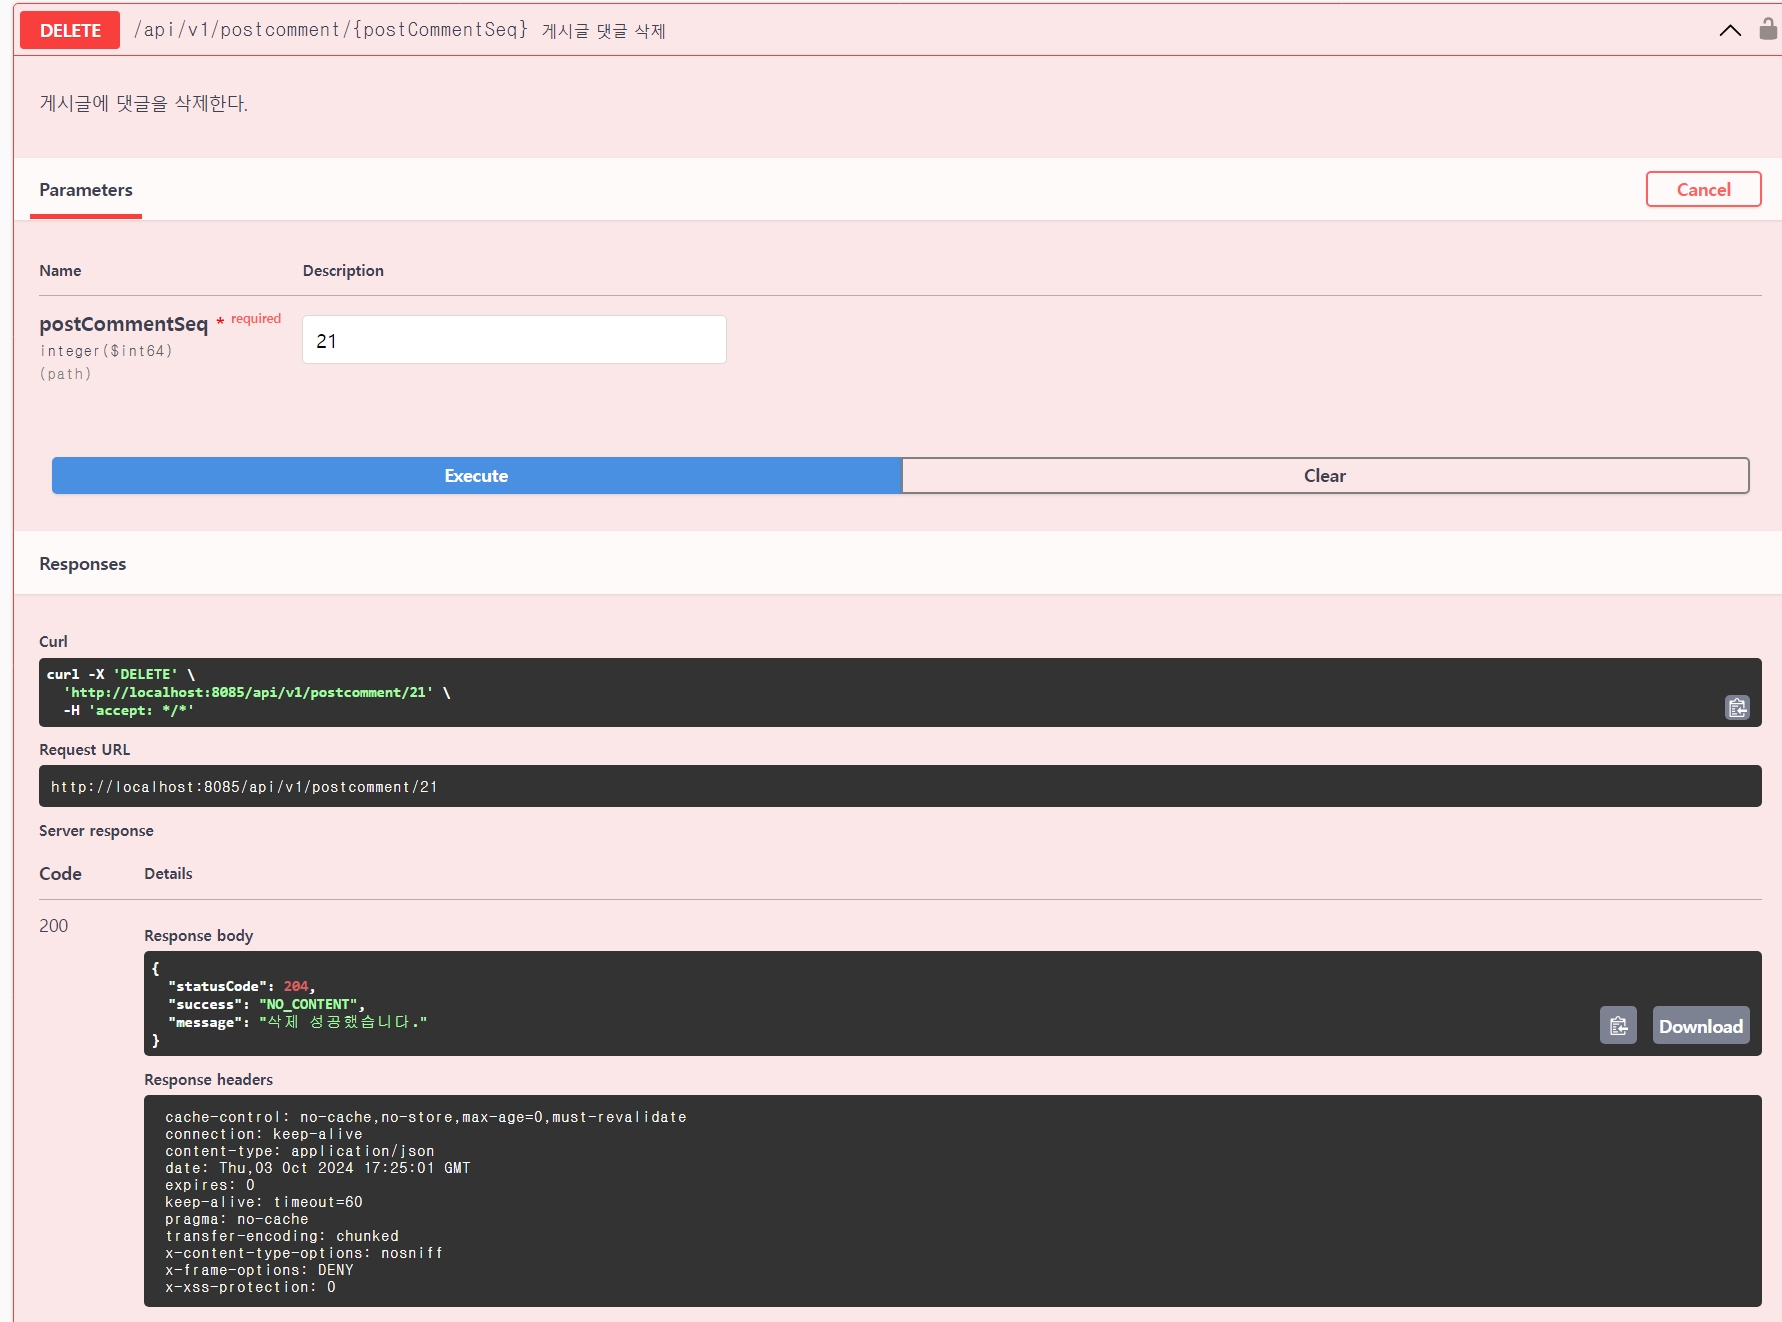 DELETE /api/v1/postcomment/{postCommentSeq} 게시글 댓글 삭제
게시글에 댓글을 삭제한다.
Parameters
Cancel
Name Description
postCommentSeq * required
integer($int64)
(path)
21
Execute Clear
Responses
Curl
curl -X 'DELETE' \
'http://localhost:8085/api/v1/postcomment/21' \
-H 'accept: */*'
Request URL
http://localhost:8085/api/v1/postcomment/21
Server response
Code Details
200
Response body
{
"statusCode": 204,
"success": "NO_CONTENT",
"message": "삭제 성공했습니다."
}
Download
Response headers
cache-control: no-cache,no-store,max-age=0,must-revalidate
connection: keep-alive
content-type: application/json
date: Thu,03 Oct 2024 17:25:01 GMT
expires: 0
keep-alive: timeout=60
pragma: no-cache
transfer-encoding: chunked
x-content-type-options: nosniff
x-frame-options: DENY
x-xss-protection: 0